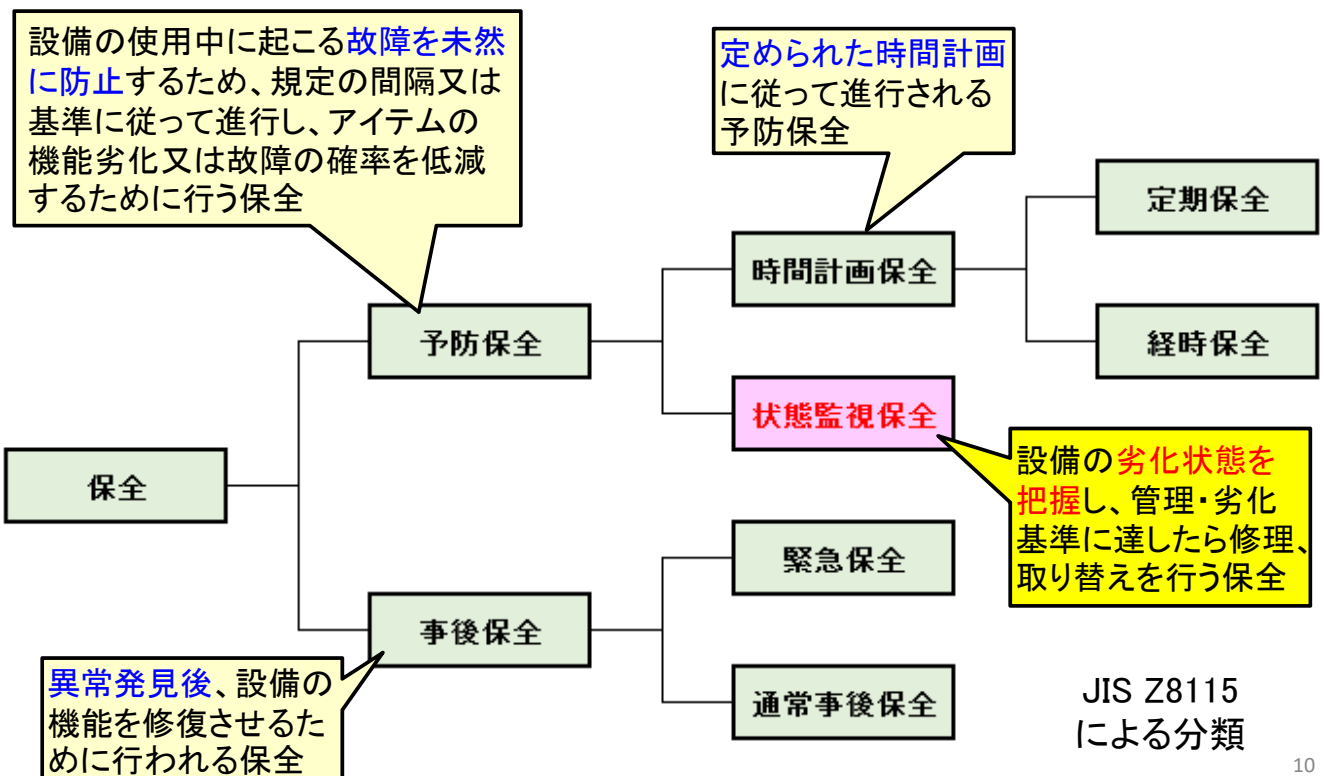 設備の使用中に起こる故障を未然
に防止するため、規定の間隔又は
基準に従って進行し、アイテムの
機能劣化又は故障の確率を低減
するために行う保全
定められた時間計画
に従って進行される
予防保全
定期保全
時間計画保全
予防保全
経時保全
状態監視保全
設備の劣化状態を
把握し、管理・劣化
基準に達したら修理、
取り替えを行う保全
保全
緊急保全
事後保全
異常発見後、設備の
機能を修復させるた
めに行われる保全
通常事後保全
JIS Z8115
による分類
10